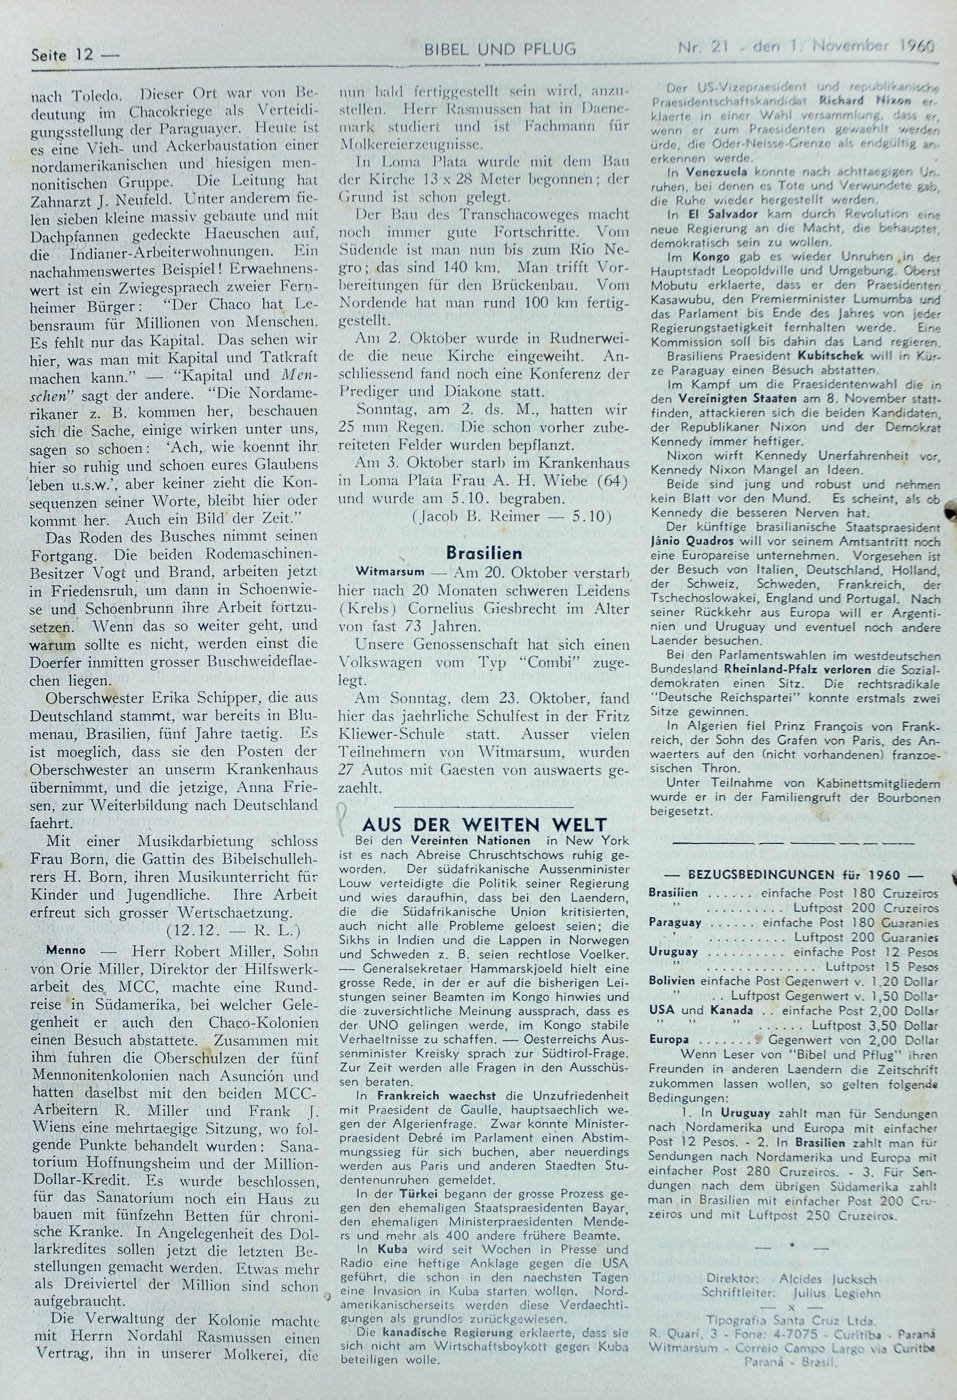 Seite 12 —
BIBEL UND PFLUG
Nr. 21 - den 1. November 1960
nach Toledo. Dieser Ort war von Be-
deutung im Chacokriege als Verteidi-
gungsstellung der Paraguayer. Heute ist
es eine Vieh- und Ackerbaustation einer
nordamerikanischen und hiesigen men-
nonitischen Gruppe. Die Leitung hat
Zahnarzt J. Neufeld. Unter anderem fie-
len sieben kleine massiv gebaute und mit
Dachpfannen gedeckte Haeuschen auf,
die Indianer-Arbeiterwohnungen. Ein
nachahmenswertes Beispiel! Erwaehnens-
wert ist ein Zwiegespraech zweier Fern-
heimer Bürger: "Der Chaco hat Le-
bensraum für Millionen von Menschen.
Es fehlt nur das Kapital. Das sehen wir
hier, was man mit Kapital und Tatkraft
machen kann." — "Kapital und Men-
schen" sagt der andere. "Die Nordame-
rikaner z. B. kommen her, beschauen
sich die Sache, einige wirken unter uns,
sagen so schoen: 'Ach, wie koennt ihr
hier so ruhig und schoen eures Glaubens
leben u.s.w.', aber keiner zieht die Kon-
sequenzen seiner Worte, bleibt hier oder
kommt her. Auch ein Bild der Zeit."
Das Roden des Busches nimmt seinen
Fortgang. Die beiden Rodemaschinen-
Besitzer Vogt und Brand, arbeiten jetzt
in Friedensruh, um dann in Schoenwie-
se und Schoenbrunn ihre Arbeit fortzu-
setzen. Wenn das so weiter geht, und
warum sollte es nicht, werden einst die
Doerfer inmitten grosser Buschweideflae-
chen liegen.
Oberschwester Erika Schipper, die aus
Deutschland stammt, war bereits in Blu-
menau, Brasilien, fünf Jahre taetig. Es
ist moeglich, dass sie den Posten der
Oberschwester an unserm Krankenhaus
übernimmt, und die jetzige, Anna Frie-
sen, zur Weiterbildung nach Deutschland
faehrt.
Mit einer Musikdarbietung schloss
Frau Born, die Gattin des Bibelschulleh-
rers H. Born, ihren Musikunterricht für
Kinder und Jugendliche. Ihre Arbeit
erfreut sich grosser Wertschaetzung.
(12.12. — R. L.)
Menno — Herr Robert Miller, Sohn
von Orie Miller, Direktor der Hilfswerk-
arbeit des MCC, machte eine Rund-
reise in Südamerika, bei welcher Gele-
genheit er auch den Chaco-Kolonien
einen Besuch abstattete. Zusammen mit
ihm fuhren die Oberschulzen der fünf
Mennonitenkolonien nach Asunción und
hatten daselbst mit den beiden MCC-
Arbeitern R. Miller und Frank J.
Wiens eine mehrtaegige Sitzung, wo fol-
gende Punkte behandelt wurden: Sana-
torium Hoffnungsheim und der Million-
Dollar-Kredit. Es wurde beschlossen,
für das Sanatorium noch ein Haus zu
bauen mit fünfzehn Betten für chroni-
sche Kranke. In Angelegenheit des Dol-
larkredites sollen jetzt die letzten Be-
stellungen gemacht werden. Etwas mehr
als Dreiviertel der Million sind schon
aufgebraucht.
Die Verwaltung der Kolonie machte
mit Herrn Nordahl Rasmussen einen
Vertrag, ihn in unserer Molkerei, die
nun bald fertiggestellt sein wird, anzu-
stellen. Herr Rasmussen hat in Daene-
mark studiert und ist Fachmann für
Molkereierzeugnisse.
In Loma Plata wurde mit dem Bau
der Kirche 13 x 28 Meter begonnen; der
Grund ist schon gelegt.
Der Bau des Transchacoweges macht
noch immer gute Fortschritte. Vom
Südende ist man nun bis zum Rio Ne-
gro; das sind 140 km. Man trifft Vor-
bereitungen für den Brückenbau. Vom
Nordende hat man rund 100 km fertig-
gestellt.
Am 2. Oktober wurde in Rudnerwei-
de die neue Kirche eingeweiht. An-
schliessend fand noch eine Konferenz der
Prediger und Diakone statt.
Sonntag, am 2. ds. M., hatten wir
25 mm Regen. Die schon vorher zube-
reiteten Felder wurden bepflanzt.
Am 3. Oktober starb im Krankenhaus
in Loma Plata Frau A. H. Wiebe (64)
und wurde am 5.10. begraben.
(Jacob B. Reimer — 5.10)
Brasilien
Witmarsum — Am 20. Oktober verstarb
hier nach 20 Monaten schweren Leidens
(Krebs) Cornelius Giesbrecht im Alter
von fast 73 Jahren.
Unsere Genossenschaft hat sich einen
Volkswagen vom Typ "Combi" zuge-
legt.
Am Sonntag, dem 23. Oktober, fand
hier das jaehrliche Schulfest in der Fritz
Kliewer-Schule statt. Ausser vielen
Teilnehmern von Witmarsum, wurden
27 Autos mit Gaesten von auswaerts ge-
zaehlt.
AUS DER WEITEN WELT
Bei den Vereinten Nationen in New York
ist es nach Abreise Chruschtschows ruhig ge-
worden. Der südafrikanische Aussenminister
Louw verteidigte die Politik seiner Regierung
und wies daraufhin, dass bei den Laendern,
die die Südafrikanische Union kritisierten,
auch nicht alle Probleme geloest seien; die
Sikhs in Indien und die Lappen in Norwegen
und Schweden z. B. seien rechtlose Voelker.
— Generalsekretaer Hammarskjoeld hielt eine
grosse Rede, in der er auf die bisherigen Lei-
stungen seiner Beamten im Kongo hinwies und
die zuversichtliche Meinung aussprach, dass es
der UNO gelingen werde, im Kongo stabile
Verhaeltnisse zu schaffen. — Oesterreichs Aus-
senminister Kreisky sprach zur Südtirol-Frage.
Zur Zeit werden alle Fragen in den Ausschüs-
sen beraten.
In Frankreich waechst die Unzufriedenheit
mit Praesident de Gaulle, hauptsaechlich we-
gen der Algerienfrage. Zwar konnte Minister-
praesident Debré im Parlament einen Abstim-
mungssieg für sich buchen, aber neuerdings
werden aus Paris und anderen Staedten Stu-
dentenunruhen gemeldet.
In der Türkei begann der grosse Prozess ge-
gen den ehemaligen Staatspraesidenten Bayar,
den ehemaligen Ministerpraesidenten Mende-
rs und mehr als 400 andere frühere Beamte.
In Kuba wird seit Wochen in Presse und
Radio eine heftige Anklage gegen die USA
geführt, die schon in den naechsten Tagen
eine Invasion in Kuba starten wollen. Nord-
amerikanischerseits werden diese Verdaechti-
gungen als grundlos zurückgewiesen.
Die kanadische Regierung erklaerte, dass sie
sich nicht am Wirtschaftsboykott gegen Kuba
beteiligen wolle.
Der US-Vizepraesident und republikanische
Praesidentschaftskandidat Richard Nixon er-
klaerte in einer Wahl versammlung, dass er,
wenn er zum Praesidenten gewaehlt werden
ürde, die Oder-Neisse-Grenze als endgültig an-
erkennen werde.
In Venezuela konnte nach achttaegigen Un-
ruhen, bei denen es Tote und Verwundete gab,
die Ruhe wieder hergestellt werden.
In El Salvador kam durch Revolution eine
neue Regierung an die Macht, die behauptet,
demokratisch sein zu wollen.
Im Kongo gab es wieder Unruhen in der
Hauptstadt Leopoldville und Umgebung. Oberst
Mobutu erklaerte, dass er den Praesidenten
Kasawubu, den Premierminister Lumumba und
das Parlament bis Ende des Jahres von jeder
Regierungstaetigkeit fernhalten werde. Eine
Kommission soll bis dahin das Land regieren.
Brasiliens Praesident Kubitschek will in Kür-
ze Paraguay einen Besuch abstatten.
Im Kampf um die Praesidentenwahl die in
den Vereinigten Staaten am 8. November statt-
finden, attackieren sich die beiden Kandidaten,
der Republikaner Nixon und der Demokrat
Kennedy immer heftiger.
Nixon wirft Kennedy Unerfahrenheit vor,
Kennedy Nixon Mangel an Ideen.
Beide sind jung und robust und nehmen
kein Blatt vor den Mund. Es scheint, als ob
Kennedy die besseren Nerven hat.
Der künftige brasilianische Staatspraesident
Jânio Quadros will vor seinem Amtsantritt noch
eine Europareise unternehmen. Vorgesehen ist
der Besuch von Italien, Deutschland, Holland,
der Schweiz, Schweden, Frankreich, der
Tschechoslowakei, England und Portugal. Nach
seiner Rückkehr aus Europa will er Argenti-
nien und Uruguay und eventuel noch andere
Laender besuchen.
Bei den Parlamentswahlen im westdeutschen
Bundesland Rheinland-Pfalz verloren die Sozial-
demokraten einen Sitz. Die rechtsradikale
"Deutsche Reichspartei" konnte erstmals zwei
Sitze gewinnen.
In Algerien fiel Prinz François von Frank-
reich, der Sohn des Grafen von Paris, des An-
waerters auf den (nicht vorhandenen) franzoe-
sischen Thron.
Unter Teilnahme von Kabinettsmitgliedern
wurde er in der Familiengruft der Bourbonen
beigesetzt.
— BEZUGSBEDINGUNGEN für 1960 —
Brasilien ...... einfache Post 180 Cruzeiros
" .......... Luftpost 200 Cruzeiros
Paraguay ...... einfache Post 180 Guaranies
" .......... Luftpost 200 Guaranies
Uruguay .......... einfache Post 12 Pesos
" .............. Luftpost 15 Pesos
Bolivien einfache Post Gegenwert v. 1.20 Dollar
" .. Luftpost Gegenwert v. 1,50 Dollar
USA und Kanada .. einfache Post 2,00 Dollar
" " " ...... Luftpost 3,50 Dollar
Europa ........ Gegenwert von 2,00 Dollar
Wenn Leser von "Bibel und Pflug" ihren
Freunden in anderen Laendern die Zeitschrift
zukommen lassen wollen, so gelten folgende
Bedingungen:
1. In Uruguay zahlt man für Sendungen
nach Nordamerika und Europa mit einfacher
Post 12 Pesos. - 2. In Brasilien zahlt man für
Sendungen nach Nordamerika und Europa mit
einfacher Post 280 Cruzeiros. - 3. Für Sen-
dungen nach dem übrigen Südamerika zahlt
man in Brasilien mit einfacher Post 200 Cru-
zeiros und mit Luftpost 250 Cruzeiros.
— * —
Direktor: Alcides Jucksch
Schriftleiter: Julius Legiehn
— x —
Tipografia Santa Cruz Ltda.
R. Quari, 3 - Fone: 4-7075 - Curitiba - Paraná
Witmarsum - Correio Campo Largo via Curitiba
Paraná - Brasil.